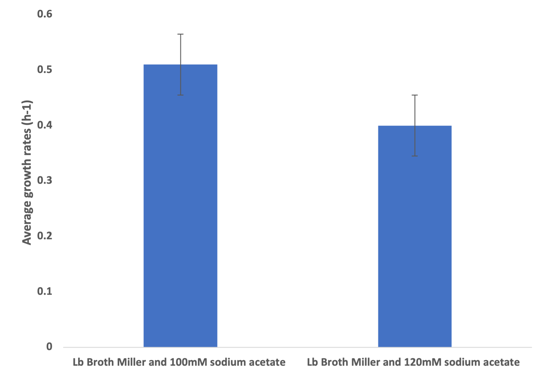 0.6
0.5
0.4
0.3
0.2
0.1
0
Average growth rates (h-1)
Lb Broth Miller and 100mM sodium acetate
Lb Broth Miller and 120mM sodium acetate